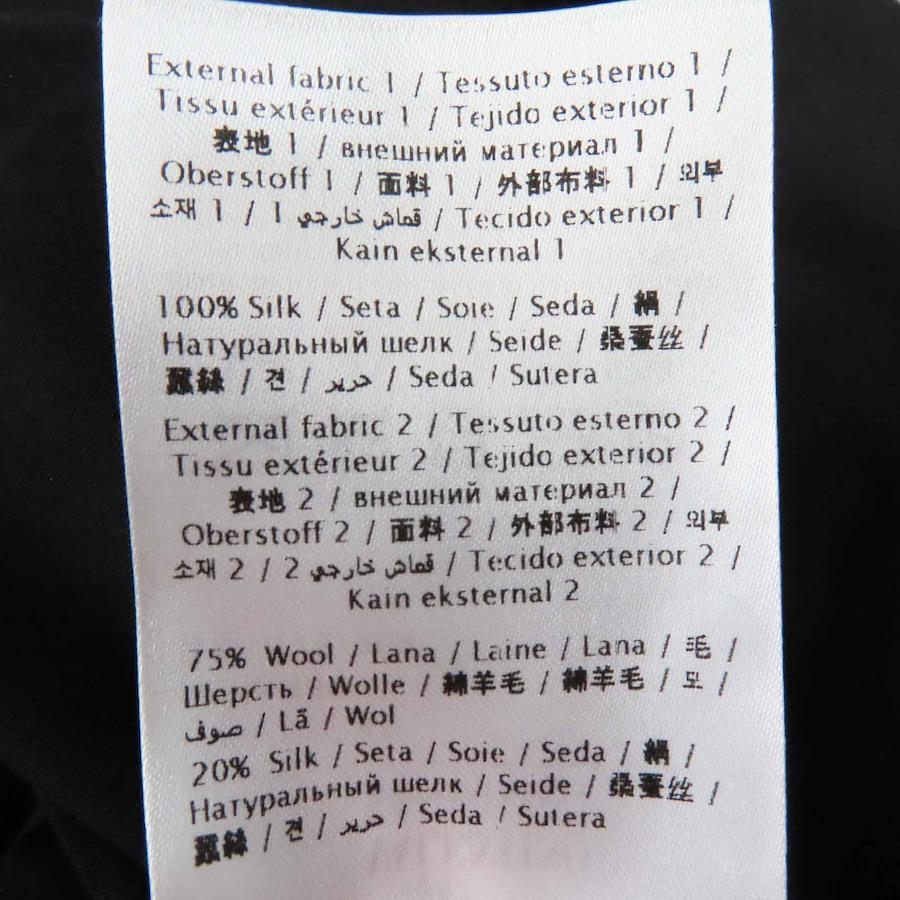 External fabric 1 / Tessuto esterno 1 /
Tissu extérieur 1 / Tejido exterior 1 /
表地 1 / внешний материал 1 /
Oberstoff 1 / 面料 1 / 外部布料 1 / 외부
소재 1 / 1 قماش خارجي / Tecido exterior 1 /
Kain eksternal 1
100% Silk / Seta / Soie / Seda / 絹 /
Натуральный шелк / Seide / 桑蚕丝 /
蠶絲 / 견 / حرير / Seda / Sutera
External fabric 2 / Tessuto esterno 2 /
Tissu extérieur 2 / Tejido exterior 2 /
表地 2 / внешний материал 2 /
Oberstoff 2 / 面料 2 / 外部布料 2 / 외부
소재 2 / 2 قماش خارجي / Tecido exterior 2 /
Kain eksternal 2
75% Wool / Lana / Laine / Lana / 毛 /
Шерсть / Wolle / 綿羊毛 / 綿羊毛 / 모 /
صوف / Lã / Wol
20% Silk / Seta / Soie / Seda / 絹 /
Натуральный шелк / Seide / 桑蚕丝 /
蠶絲 / 견 / حرير / Seda / Sutera